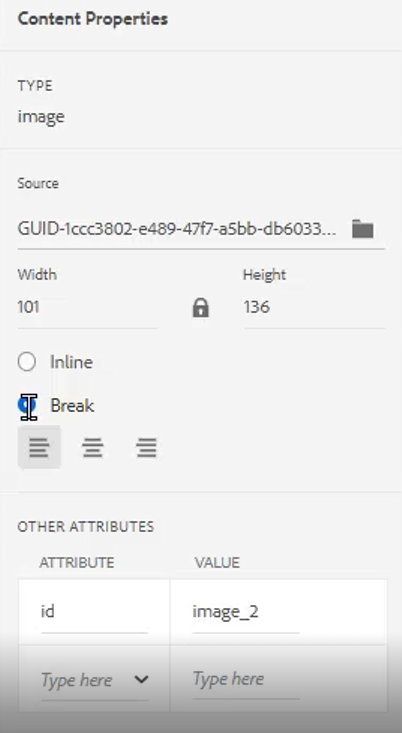 Content Properties
TYPE
image
Source
GUID-1ccc3802-e489-47f7-a5bb-db6033...
Width Height
101 136
Inline
Break
OTHER ATTRIBUTES
ATTRIBUTE VALUE
id image_2
Type here Type here